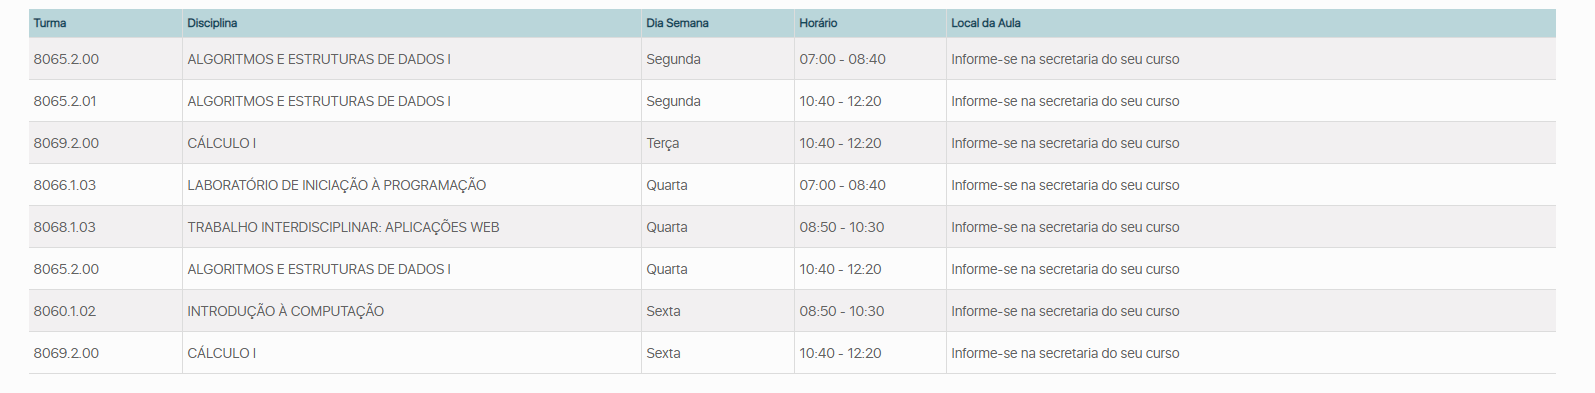 Turma Disciplina Dia Semana Horário Local da Aula
8065.2.00 ALGORITMOS E ESTRUTURAS DE DADOS I Segunda 07:00 - 08:40 Informe-se na secretaria do seu curso
8065.2.01 ALGORITMOS E ESTRUTURAS DE DADOS I Segunda 10:40 - 12:20 Informe-se na secretaria do seu curso
8069.2.00 CÁLCULO I Terça 10:40 - 12:20 Informe-se na secretaria do seu curso
8066.1.03 LABORATÓRIO DE INICIAÇÃO À PROGRAMAÇÃO Quarta 07:00 - 08:40 Informe-se na secretaria do seu curso
8068.1.03 TRABALHO INTERDISCIPLINAR: APLICAÇÕES WEB Quarta 08:50 - 10:30 Informe-se na secretaria do seu curso
8065.2.00 ALGORITMOS E ESTRUTURAS DE DADOS I Quarta 10:40 - 12:20 Informe-se na secretaria do seu curso
8060.1.02 INTRODUÇÃO À COMPUTAÇÃO Sexta 08:50 - 10:30 Informe-se na secretaria do seu curso
8069.2.00 CÁLCULO I Sexta 10:40 - 12:20 Informe-se na secretaria do seu curso